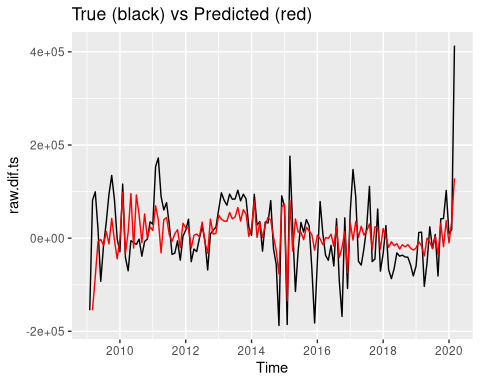 True (black) vs Predicted (red)
4e+05
2e+05
0e+00
-2e+05
raw.dif.ts
2010 2012 2014 2016 2018 2020
Time